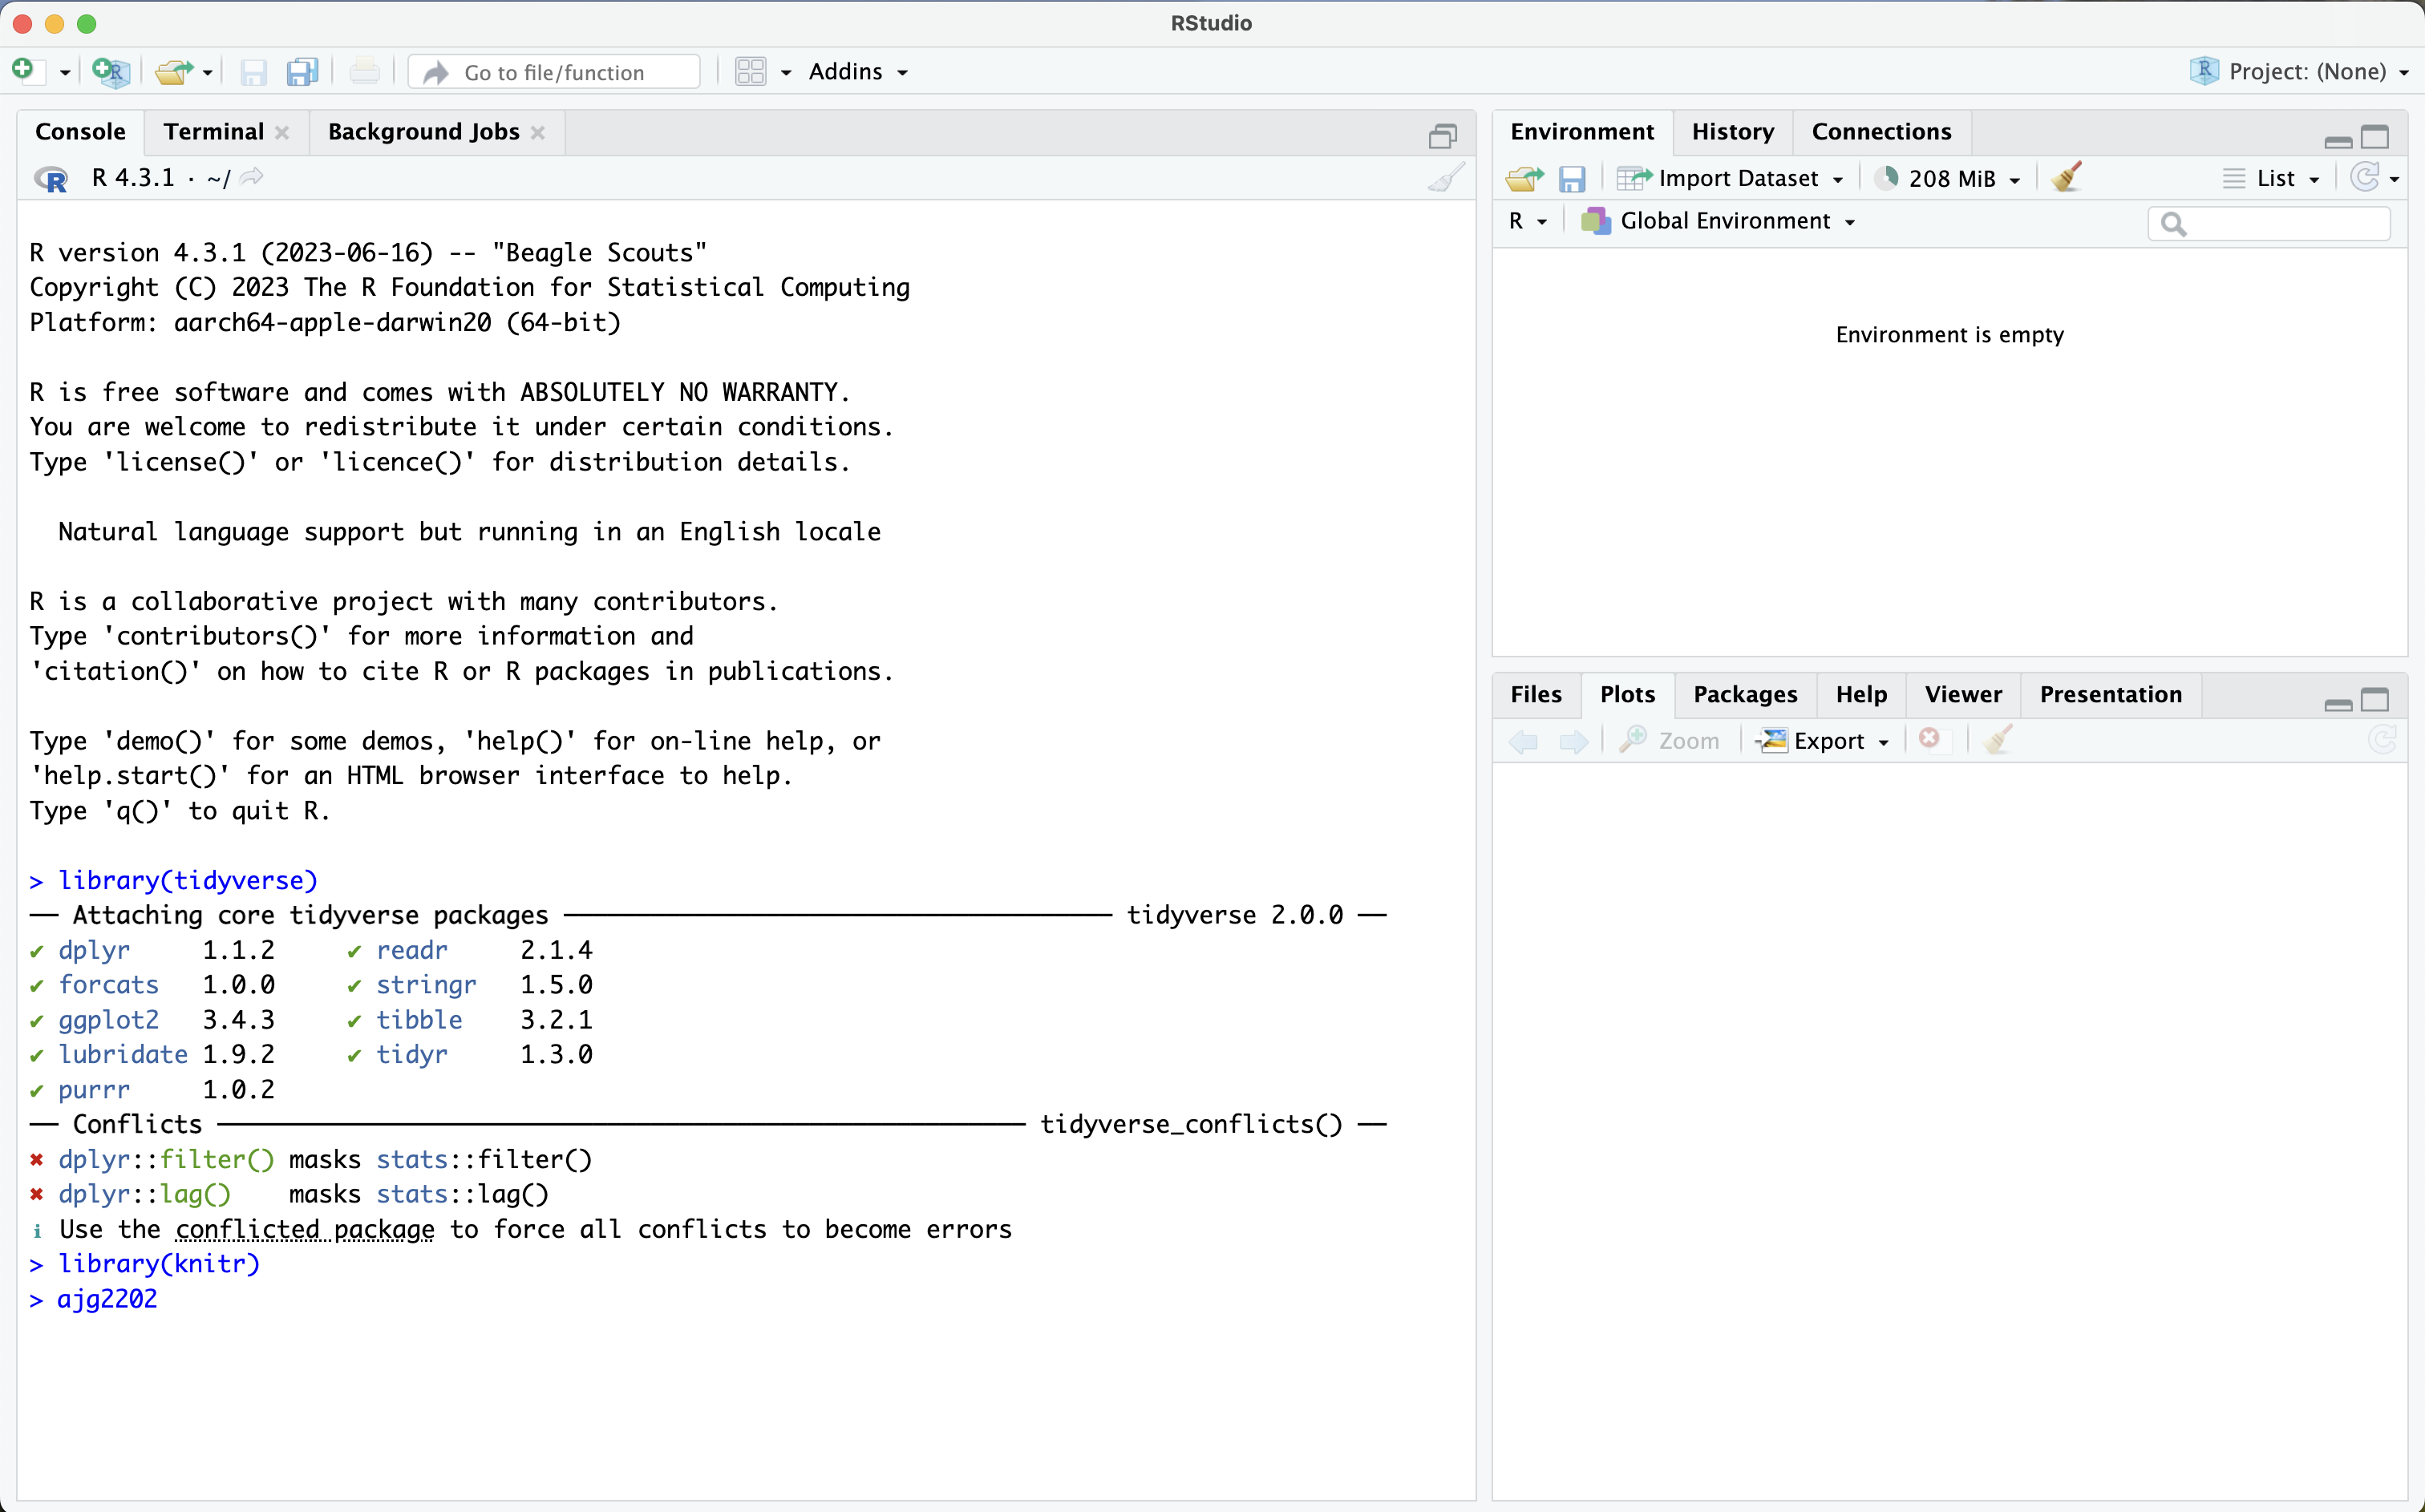 RStudio
Go to file/function
Addins
Project: (None)
Console Terminal Background Jobs
R 4.3.1 · ~/
R version 4.3.1 (2023-06-16) -- "Beagle Scouts"
Copyright (C) 2023 The R Foundation for Statistical Computing
Platform: aarch64-apple-darwin20 (64-bit)
R is free software and comes with ABSOLUTELY NO WARRANTY.
You are welcome to redistribute it under certain conditions.
Type 'license()' or 'licence()' for distribution details.
Natural language support but running in an English locale
R is a collaborative project with many contributors.
Type 'contributors()' for more information and
'citation()' on how to cite R or R packages in publications.
Type 'demo()' for some demos, 'help()' for on-line help, or
'help.start()' for an HTML browser interface to help.
Type 'q()' to quit R.
> library(tidyverse)
── Attaching core tidyverse packages ──────────────────── tidyverse 2.0.0 ──
✔ dplyr 1.1.2 ✔ readr 2.1.4
✔ forcats 1.0.0 ✔ stringr 1.5.0
✔ ggplot2 3.4.3 ✔ tibble 3.2.1
✔ lubridate 1.9.2 ✔ tidyr 1.3.0
✔ purrr 1.0.2
── Conflicts ──────────────────── tidyverse_conflicts() ──
✖ dplyr::filter() masks stats::filter()
✖ dplyr::lag() masks stats::lag()
ℹ Use the conflicted package to force all conflicts to become errors
> library(knitr)
> ajg2202
Environment History Connections
Import Dataset 208 MiB List
R Global Environment
Environment is empty
Files Plots Packages Help Viewer Presentation
Zoom Export